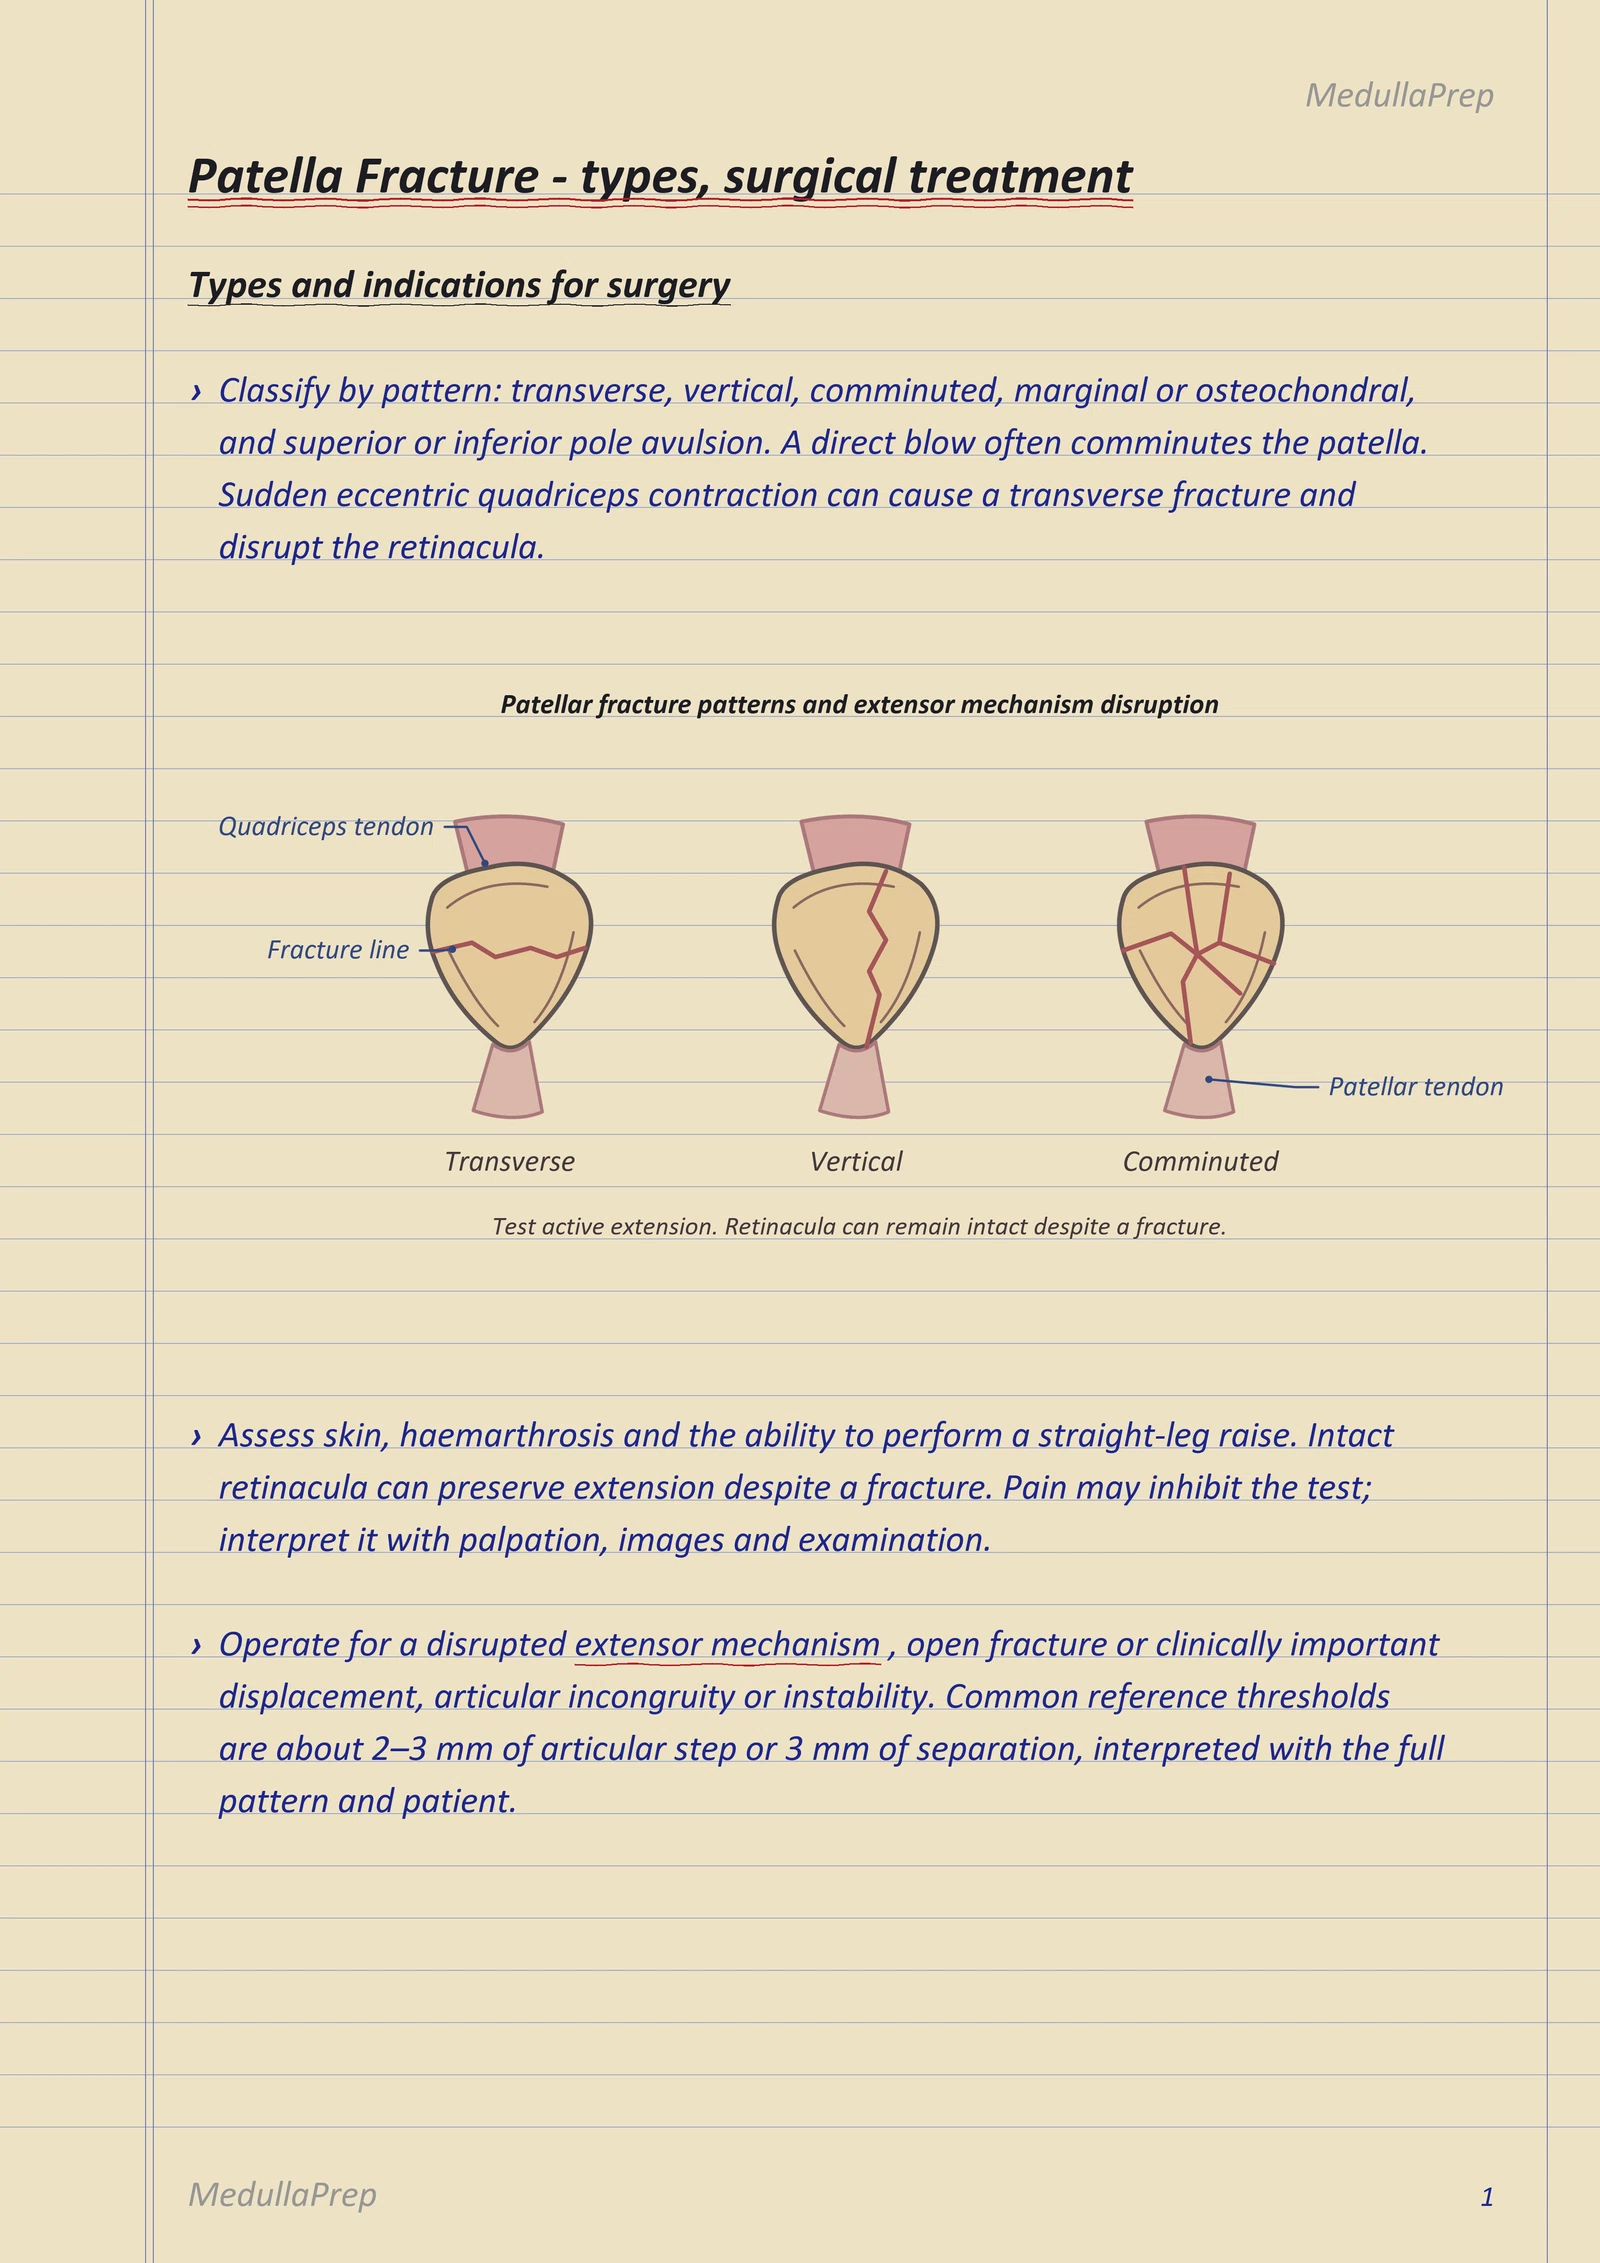 MedullaPrep
Patella Fracture - types, surgical treatment
Types and indications for surgery
› Classify by pattern: transverse, vertical, comminuted, marginal or osteochondral,
and superior or inferior pole avulsion. A direct blow often comminutes the patella.
Sudden eccentric quadriceps contraction can cause a transverse fracture and
disrupt the retinacula.
Patellar fracture patterns and extensor mechanism disruption
Quadriceps tendon
Fracture line
Patellar tendon
Transverse
Vertical
Comminuted
Test active extension. Retinacula can remain intact despite a fracture.
› Assess skin, haemarthrosis and the ability to perform a straight-leg raise. Intact
retinacula can preserve extension despite a fracture. Pain may inhibit the test;
interpret it with palpation, images and examination.
› Operate for a disrupted extensor mechanism , open fracture or clinically important
displacement, articular incongruity or instability. Common reference thresholds
are about 2–3 mm of articular step or 3 mm of separation, interpreted with the full
pattern and patient.
MedullaPrep
1